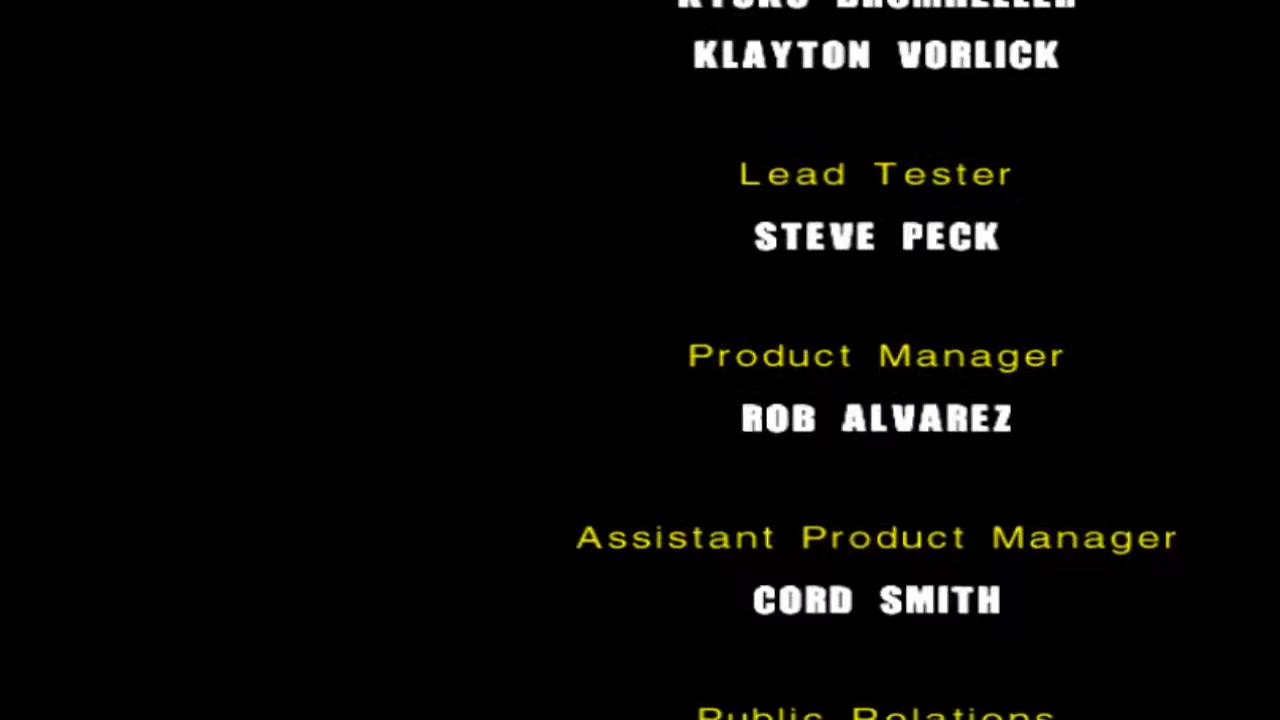 KLAYTON VORLICK
Lead Tester
STEVE PECK
Product Manager
ROB ALVAREZ
Assistant Product Manager
CORD SMITH
Public Relations